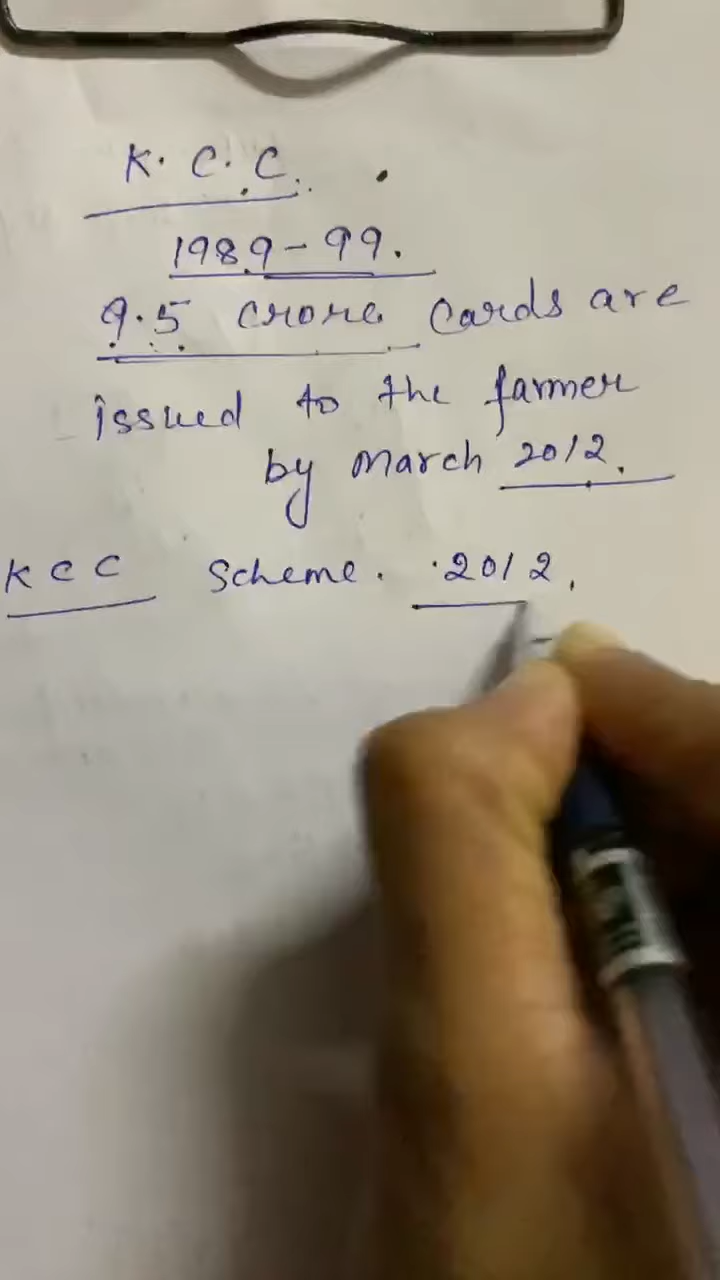 K. C. C.
1989-99.
9.5 crore cards are
issued to the farmer
by march 2012.
KCC Scheme. 2012.